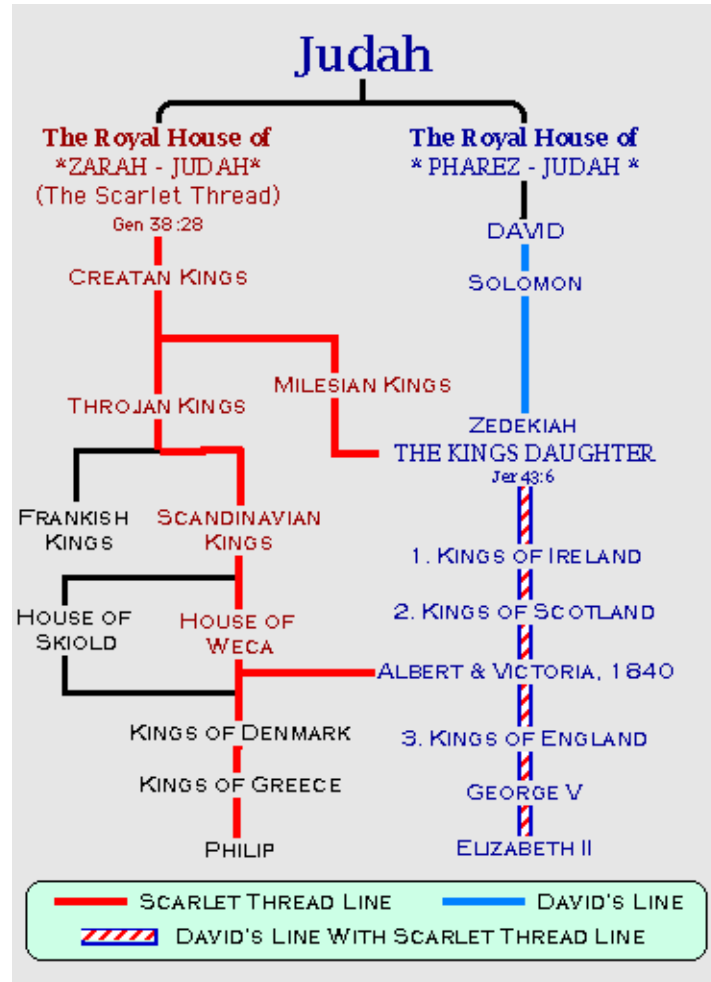 Judah
The Royal House of
*ZARAH - JUDAH*
(The Scarlet Thread)
Gen 38:28
The Royal House of
* PHAREZ - JUDAH *
DAVID
CREATAN KINGS
SOLOMON
MILESIAN KINGS
THROJAN KINGS
ZEDEKIAH
THE KINGS DAUGHTER
Jer 43:6
FRANKISH
KINGS
SCANDINAVIAN
KINGS
1. KINGS OF IRELAND
HOUSE OF
SKIOLD
HOUSE OF
WECA
2. KINGS OF SCOTLAND
ALBERT & VICTORIA, 1840
KINGS OF DENMARK
3. KINGS OF ENGLAND
KINGS OF GREECE
GEORGE V
PHILIP
ELIZABETH II
SCARLET THREAD LINE
DAVID'S LINE
DAVID'S LINE WITH SCARLET THREAD LINE